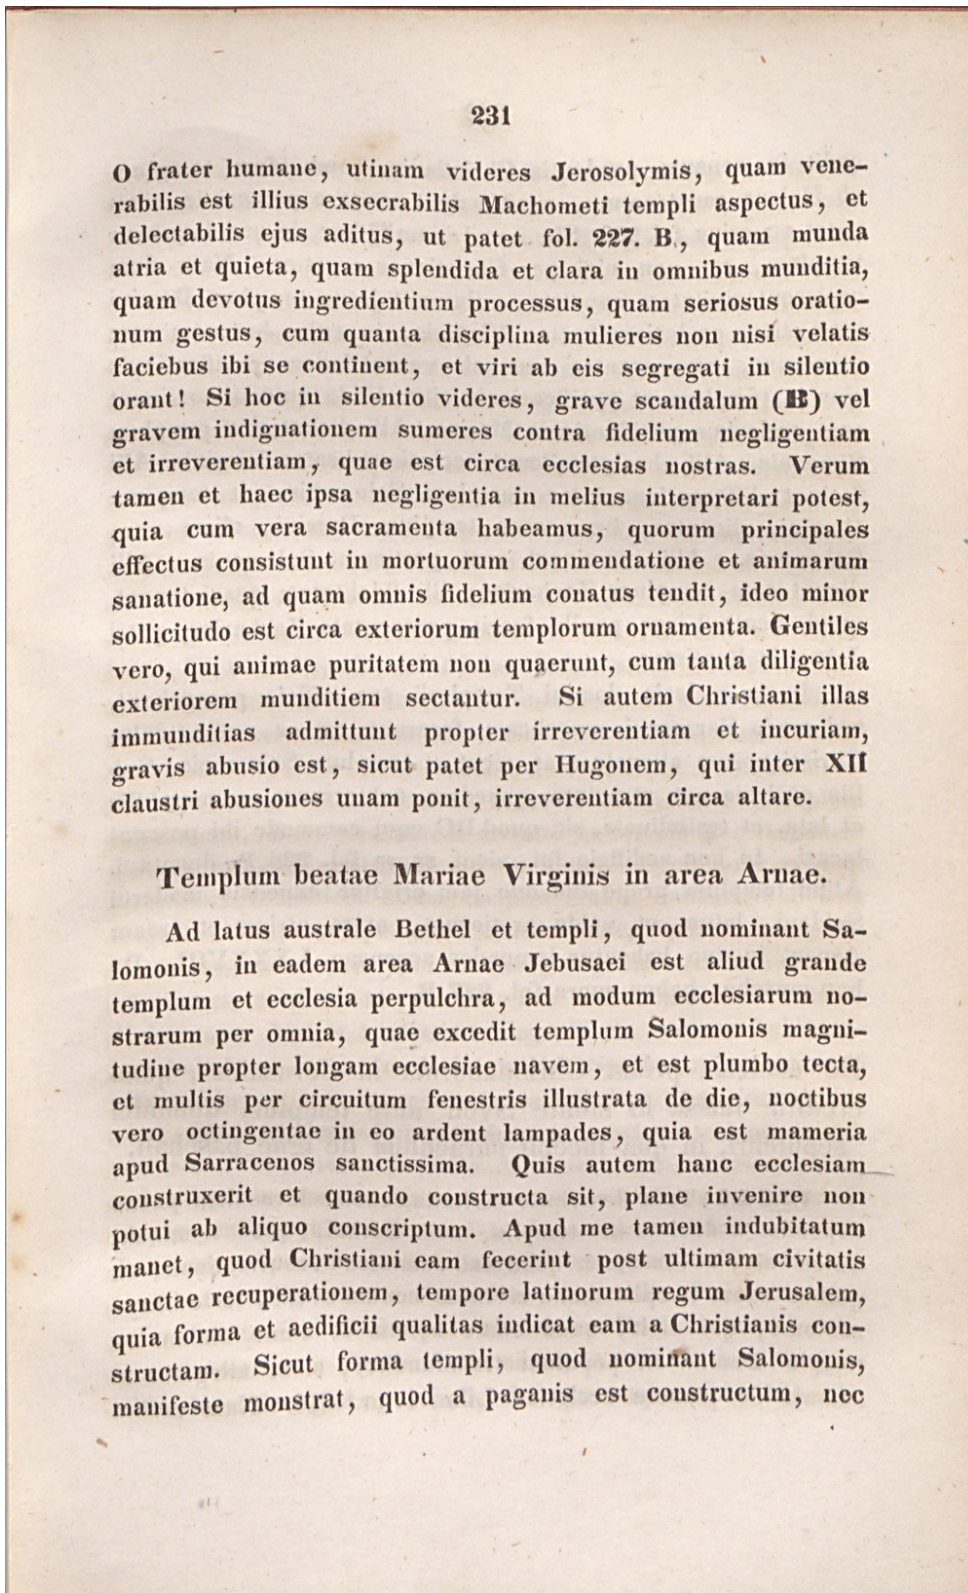 231
O frater humane, utinam videres Jerosolymis, quam vene-
rabilis est illius exsecrabilis Machometi templi aspectus, et
delectabilis ejus aditus, ut patet fol. 227. B., quam munda
atria et quieta, quam splendida et clara in omnibus munditia,
quam devotus ingredientium processus, quam seriosus oratio-
num gestus, cum quanta disciplina mulieres non nisi velatis
faciebus ibi se continent, et viri ab eis segregati in silentio
orant! Si hoc in silentio videres, grave scandalum (B) vel
gravem indignationem sumeres contra fidelium negligentiam
et irreverentiam, quae est circa ecclesias nostras. Verum
tamen et haec ipsa negligentia in melius interpretari potest,
quia cum vera sacramenta habeamus, quorum principales
effectus consistunt in mortuorum commendatione et animarum
sanatione, ad quam omnis fidelium conatus tendit, ideo minor
sollicitudo est circa exteriorum templorum ornamenta. Gentiles
vero, qui animae puritatem non quaerunt, cum tanta diligentia
exteriorem munditiem sectantur. Si autem Christiani illas
immunditias admittunt propter irreverentiam et incuriam,
gravis abusio est, sicut patet per Hugonem, qui inter XII
claustri abusiones unam ponit, irreverentiam circa altare.
Templum beatae Mariae Virginis in area Arnae.
Ad latus australe Bethel et templi, quod nominant Sa-
lomonis, in eadem area Arnae Jebusaei est aliud grande
templum et ecclesia perpulchra, ad modum ecclesiarum no-
strarum per omnia, quae excedit templum Salomonis magni-
tudine propter longam ecclesiae navem, et est plumbo tecta,
et multis per circuitum fenestris illustrata de die, noctibus
vero octingentae in eo ardent lampades, quia est mameria
apud Sarracenos sanctissima. Quis autem hanc ecclesiam
construxerit et quando constructa sit, plane invenire non
potui ab aliquo conscriptum. Apud me tamen indubitatum
manet, quod Christiani eam fecerint post ultimam civitatis
sanctae recuperationem, tempore latinorum regum Jerusalem,
quia forma et aedificii qualitas indicat eam a Christianis con-
structam. Sicut forma templi, quod nominant Salomonis,
manifeste monstrat, quod a paganis est constructum, nec